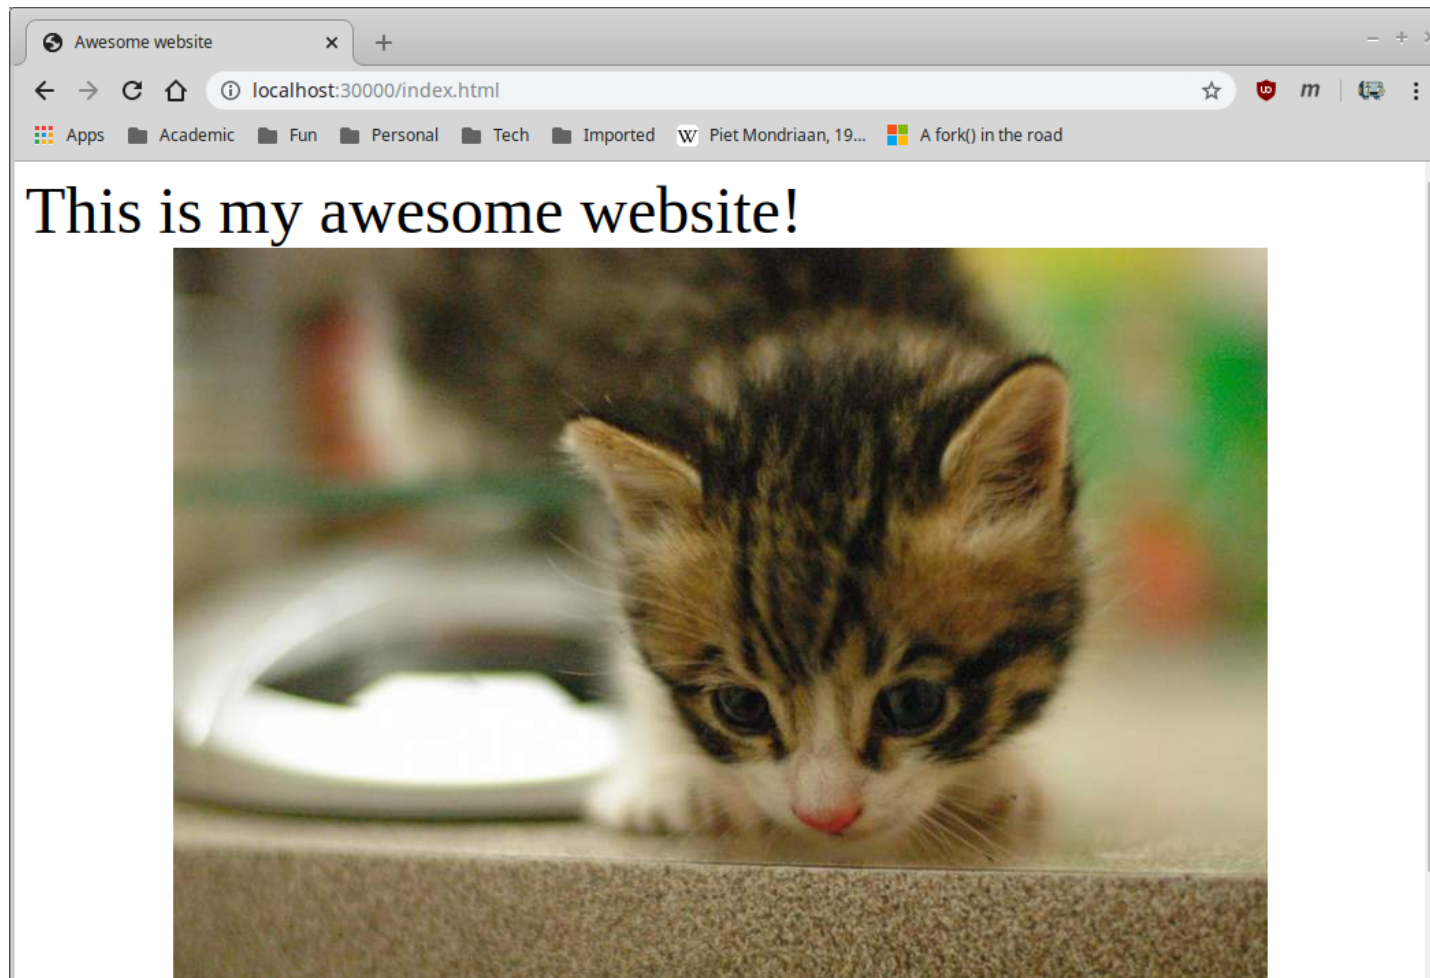 Awesome website
localhost:30000/index.html
Apps Academic Fun Personal Tech Imported W Piet Mondriaan, 19... A fork() in the road
This is my awesome website!